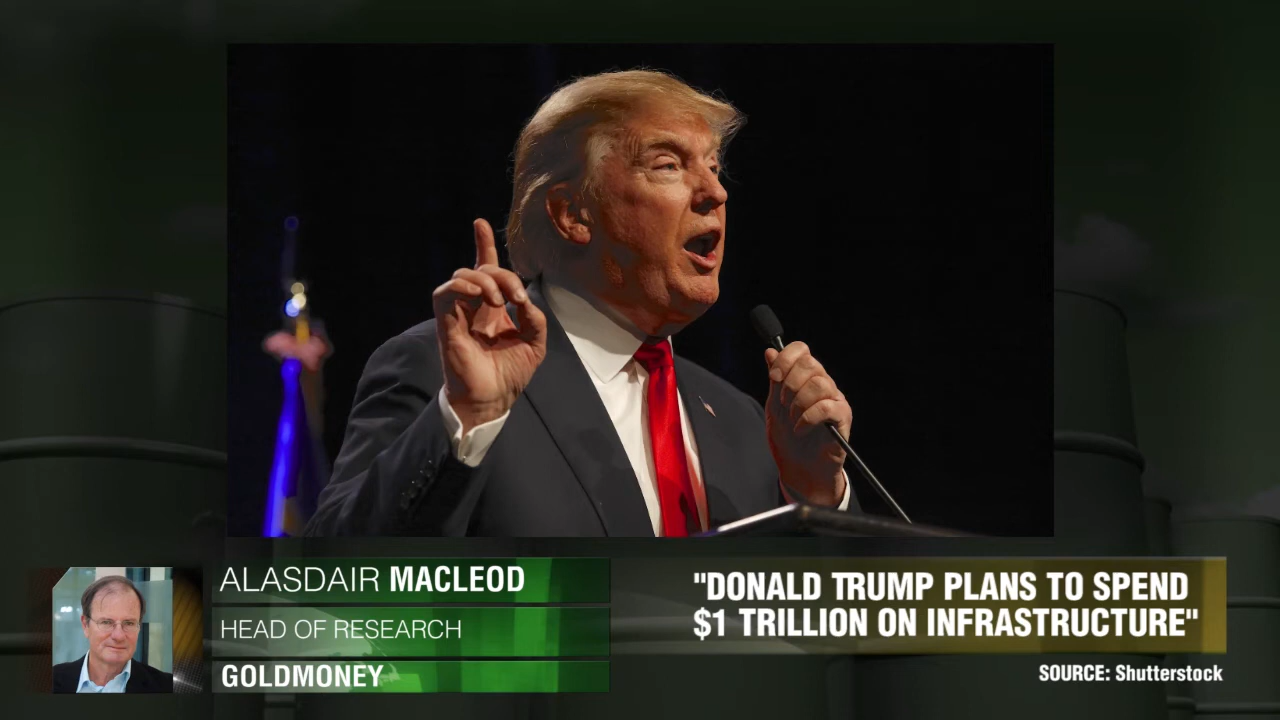 ALASDAIR MACLEOD
HEAD OF RESEARCH
GOLDMONEY
"DONALD TRUMP PLANS TO SPEND
$1 TRILLION ON INFRASTRUCTURE"
SOURCE: Shutterstock